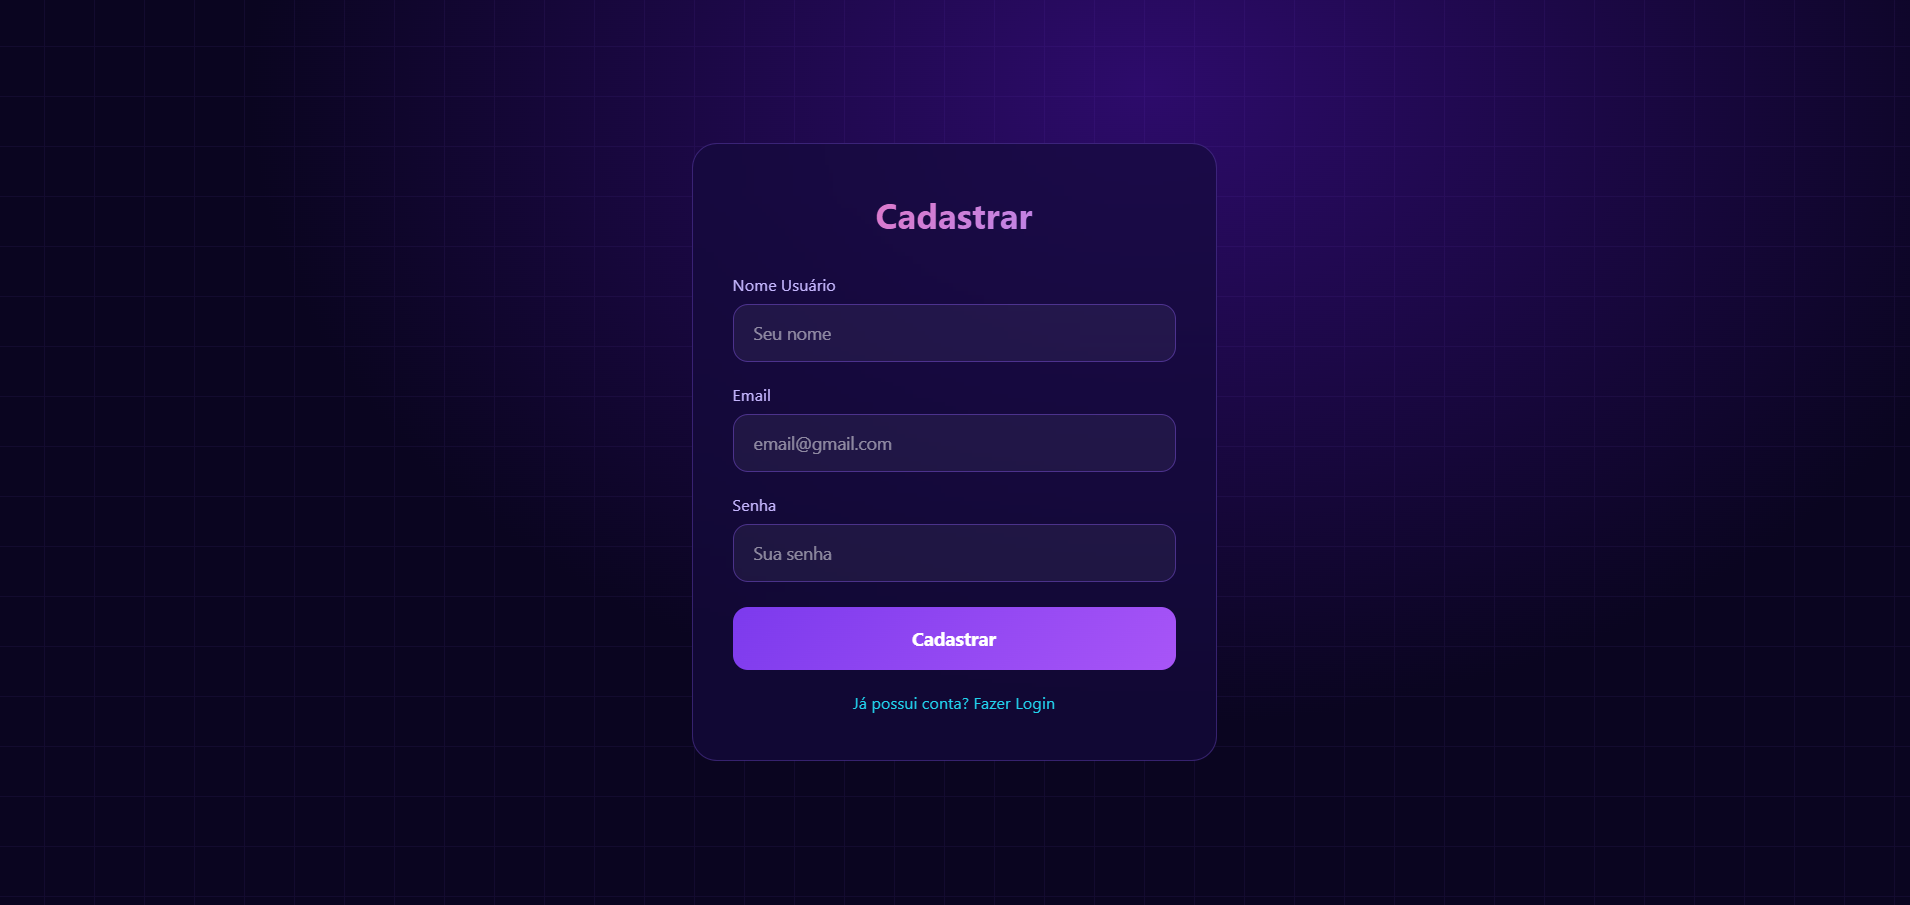 Cadastrar
Nome Usuário
Seu nome
Email
email@gmail.com
Senha
Sua senha
Cadastrar
Já possui conta? Fazer Login